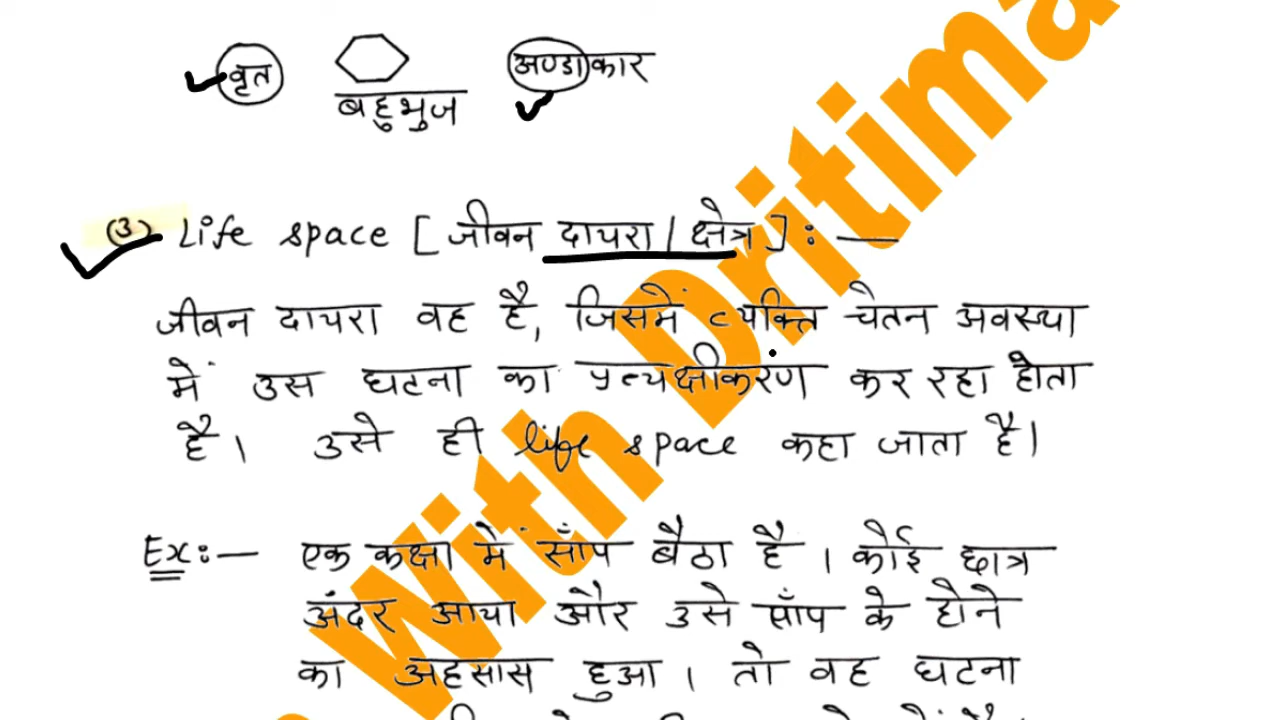 वृत अण्डाकार
बहुभुज
(3) Life space [जीवन दायरा / क्षेत्र] : —
जीवन दायरा वह है, जिसमें व्यक्ति चेतन अवस्था
में उस घटना का प्रत्यक्षीकरण कर रहा होता
है। उसे ही life space कहा जाता है।
Ex:— एक कक्षा में साँप बैठा है। कोई छात्र
अंदर आया और उसे साँप के होने
का अहसास हुआ। तो वह घटना
With Dritiman